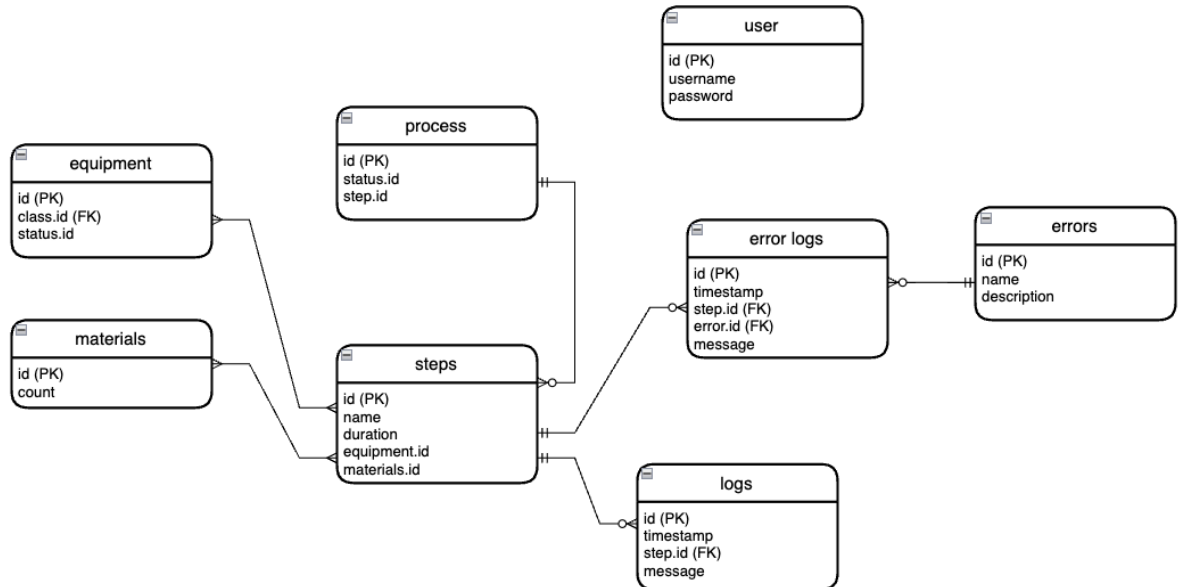 user
id (PK)
username
password
process
id (PK)
status.id
step.id
equipment
id (PK)
class.id (FK)
status.id
error logs
id (PK)
timestamp
step.id (FK)
error.id (FK)
message
errors
id (PK)
name
description
materials
id (PK)
count
steps
id (PK)
name
duration
equipment.id
materials.id
logs
id (PK)
timestamp
step.id (FK)
message